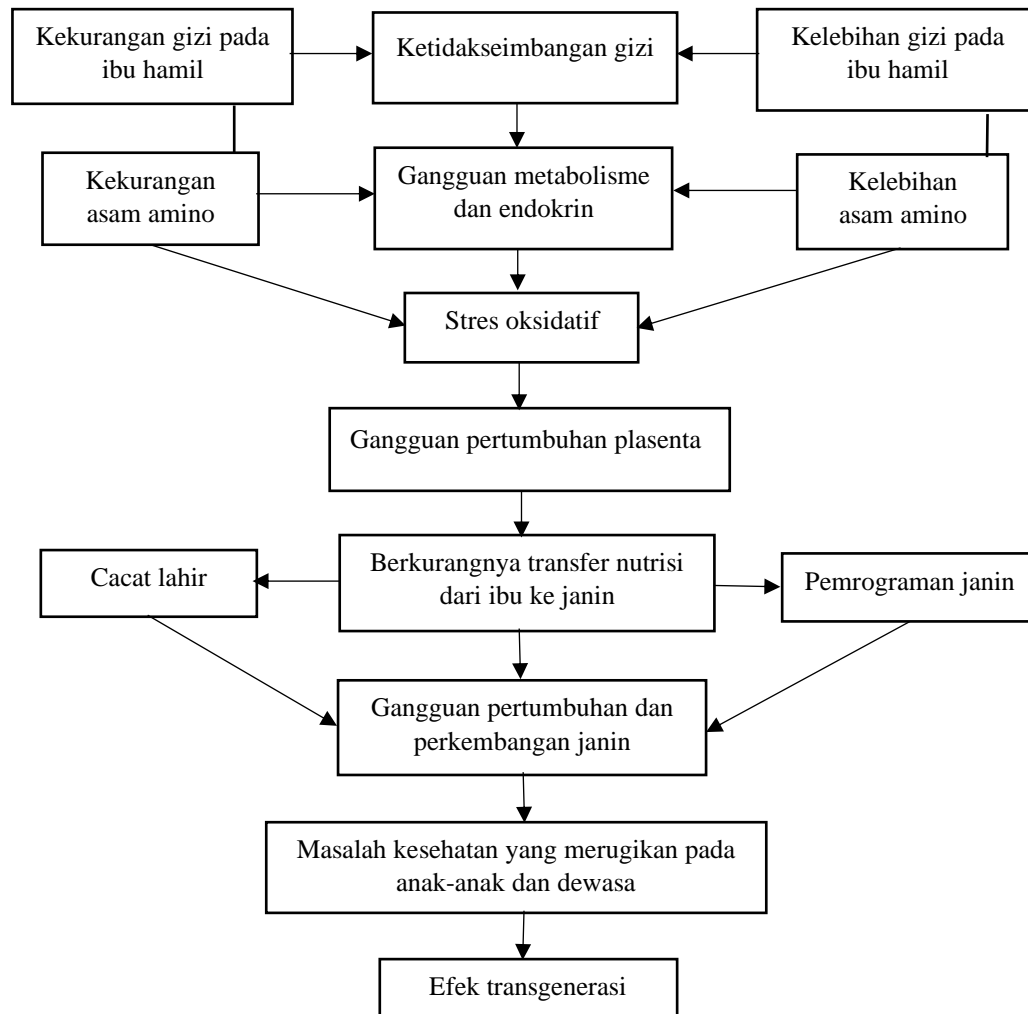 Kekurangan gizi pada
ibu hamil
Ketidakseimbangan gizi
Kelebihan gizi pada
ibu hamil
Kekurangan
asam amino
Gangguan metabolisme
dan endokrin
Kelebihan
asam amino
Stres oksidatif
Gangguan pertumbuhan plasenta
Cacat lahir
Berkurangnya transfer nutrisi
dari ibu ke janin
Pemrograman janin
Gangguan pertumbuhan dan
perkembangan janin
Masalah kesehatan yang merugikan pada
anak-anak dan dewasa
Efek transgenerasi